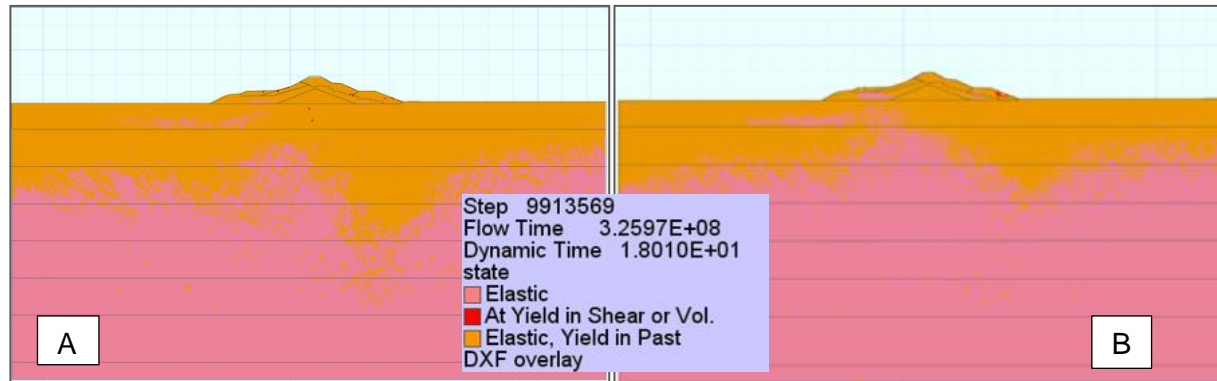 Step 9913569
Flow Time 3.2597E+08
Dynamic Time 1.8010E+01
state
Elastic
At Yield in Shear or Vol.
Elastic, Yield in Past
DXF overlay
A
B